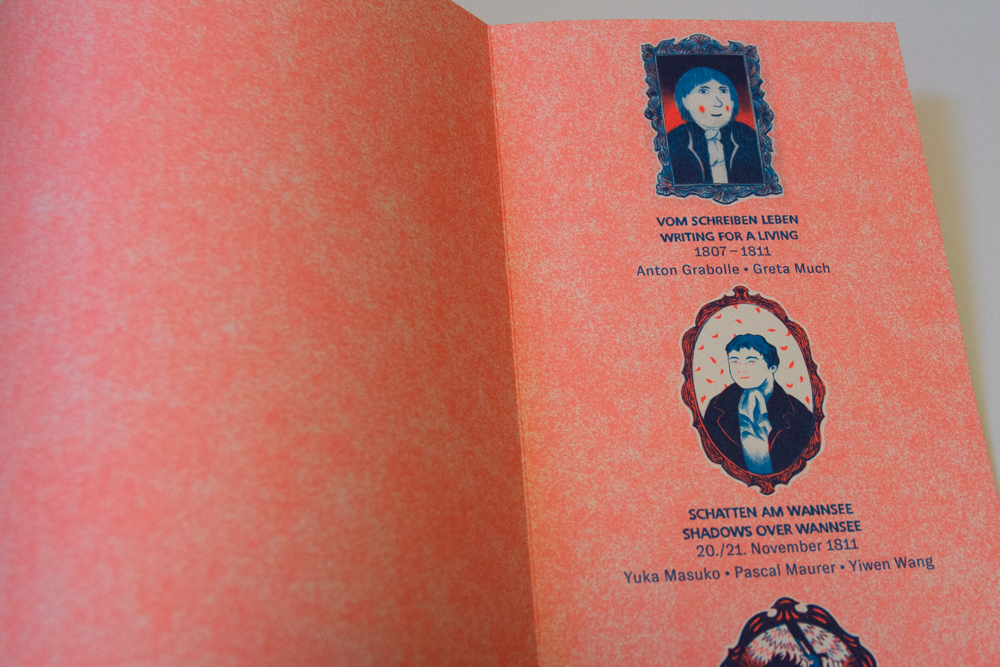 VOM SCHREIBEN LEBEN
WRITING FOR A LIVING
1807–1811
Anton Grabolle • Greta Much
SCHATTEN AM WANNSEE
SHADOWS OVER WANNSEE
20./21. November 1811
Yuka Masuko • Pascal Maurer • Yiwen Wang